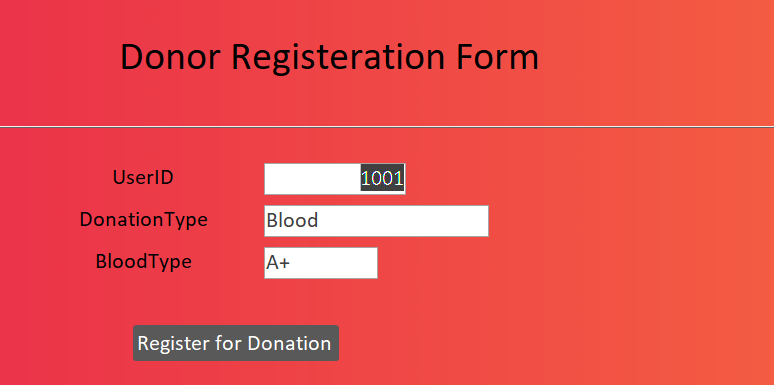 Donor Registeration Form
UserID 1001
DonationType Blood
BloodType A+
Register for Donation